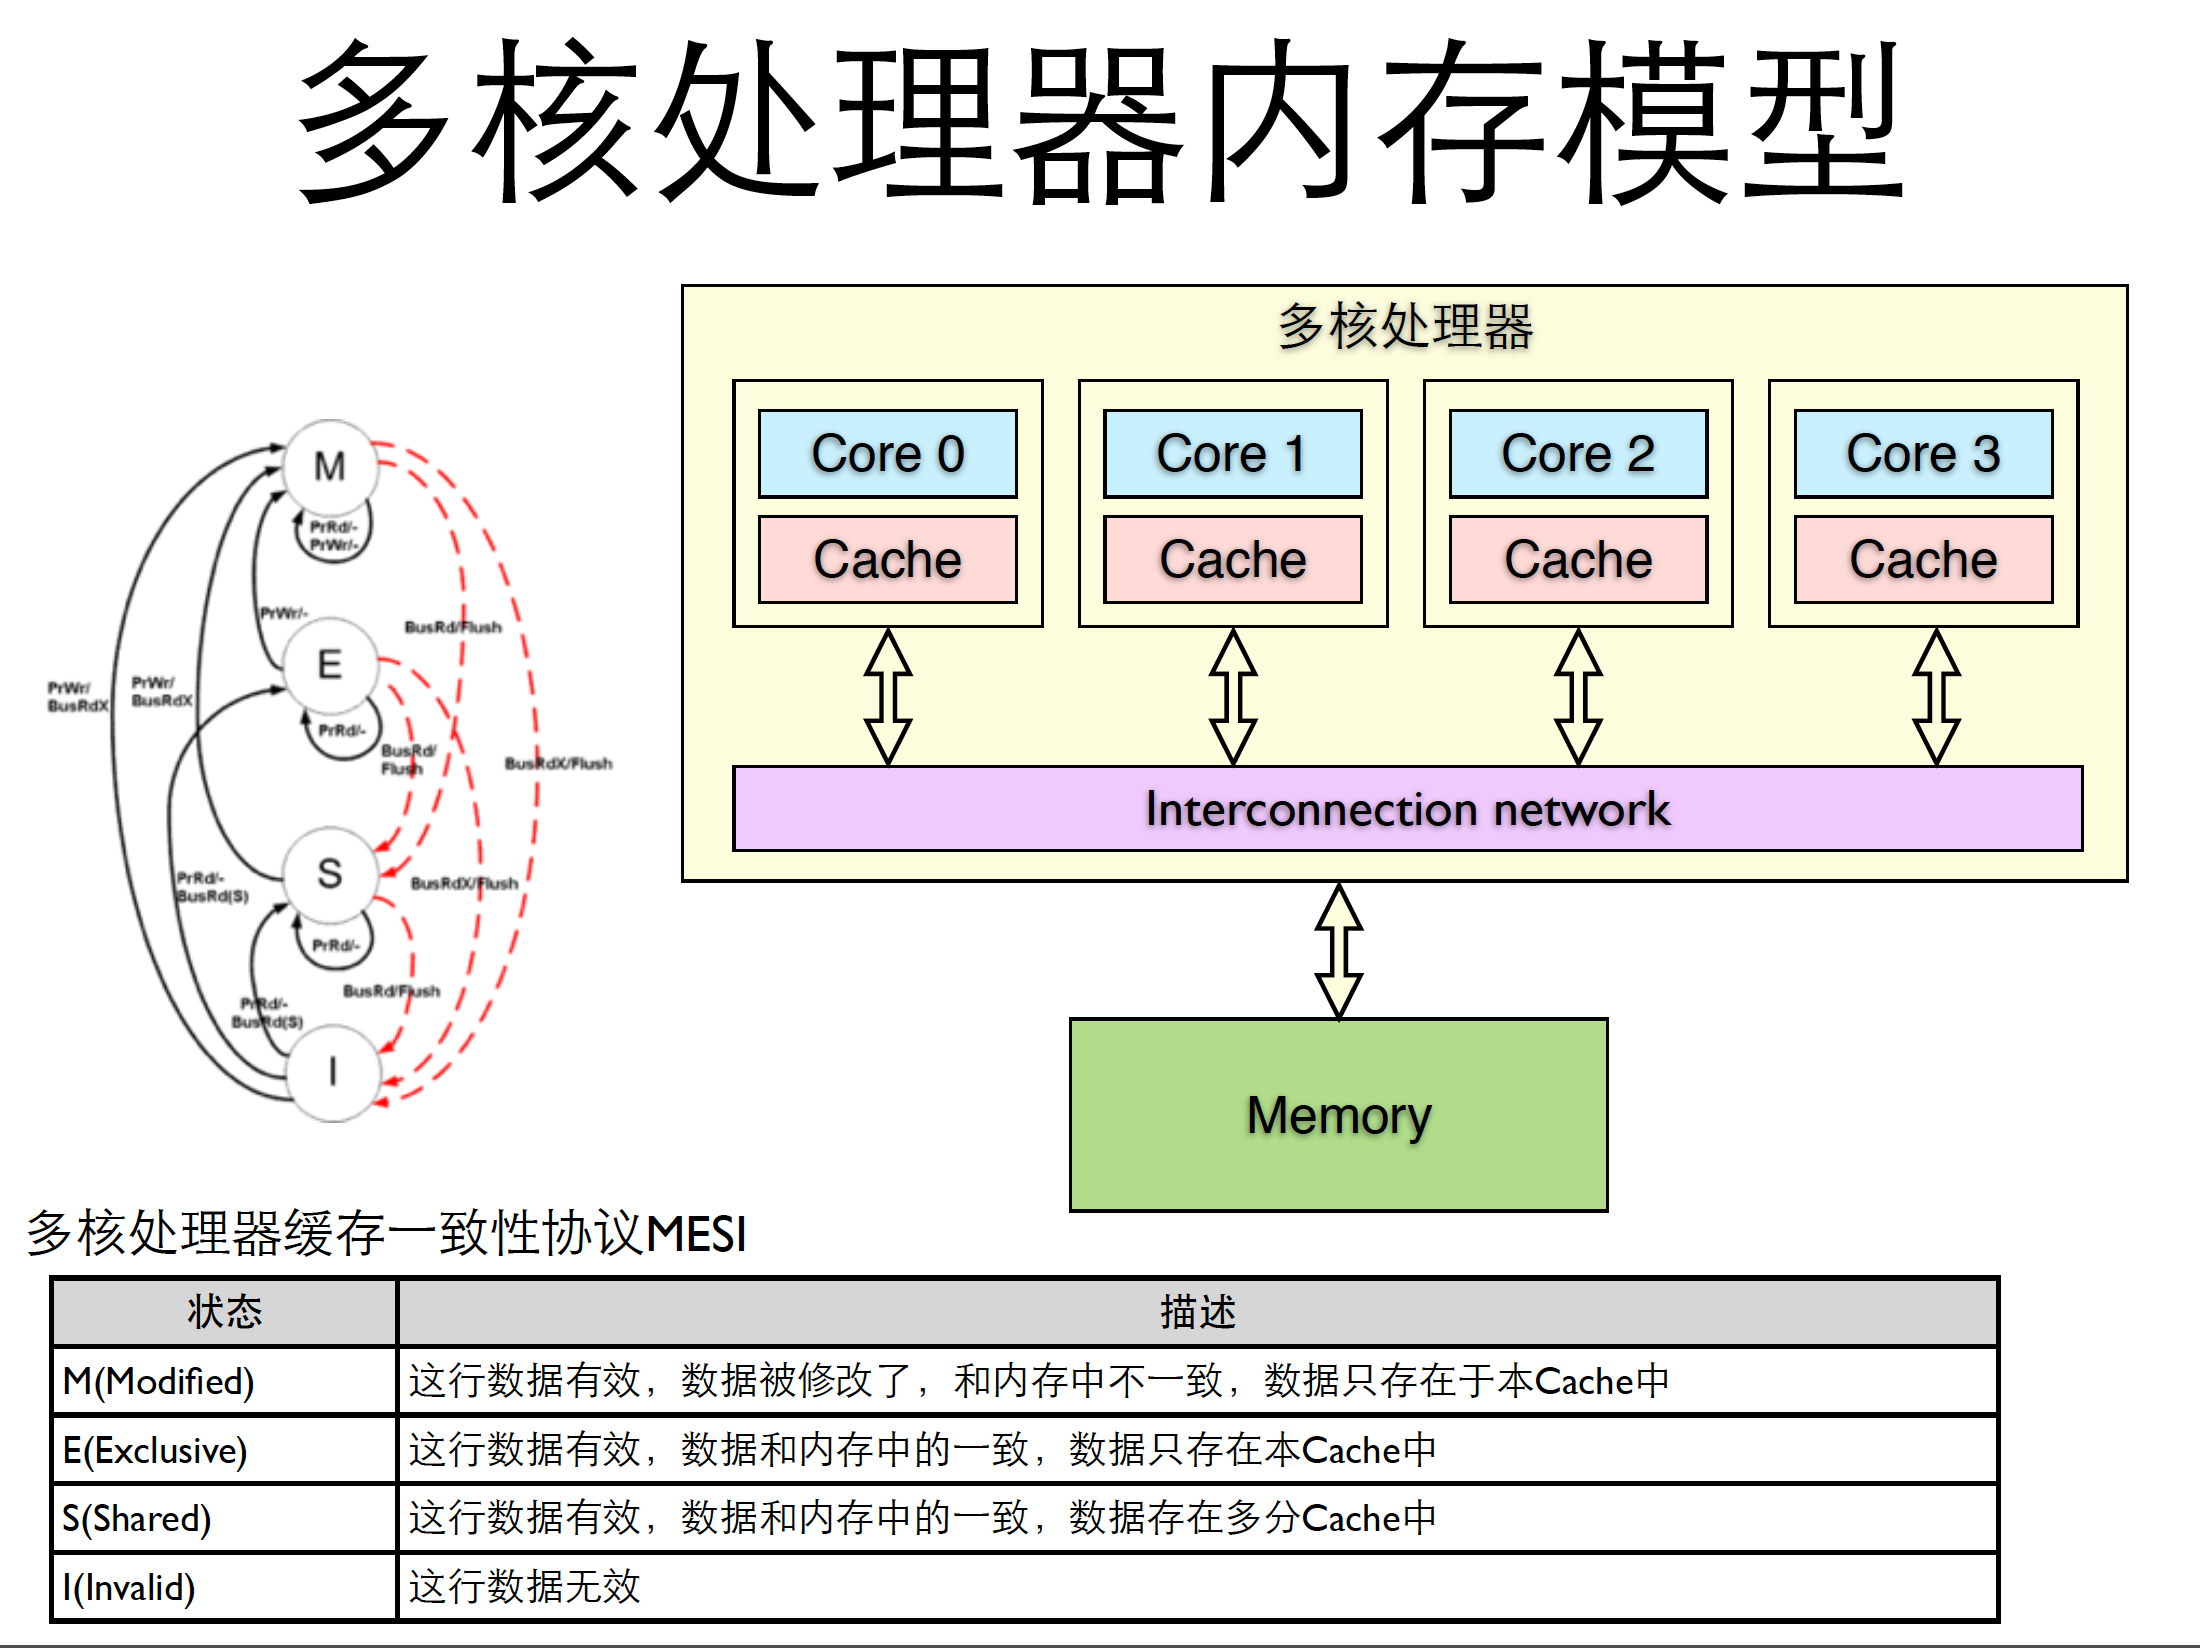 多核处理器内存模型
M
PrRd/-
PrWr/-
PrWr/-
E
BusRd/Flush
PrWr/
BusRdX
PrWr/
BusRdX
PrRd/-
BusRd/
Flush
BusRdX/Flush
S
PrRd/-
BusRd(S)
BusRdX/Flush
PrRd/-
BusRd/Flush
PrRd/-
BusRd(S)
I
多核处理器
Core 0
Core 1
Core 2
Core 3
Cache
Cache
Cache
Cache
Interconnection network
Memory
多核处理器缓存一致性协议MESI
状态
描述
M(Modified)
这行数据有效，数据被修改了，和内存中不一致，数据只存在于本Cache中
E(Exclusive)
这行数据有效，数据和内存中的一致，数据只存在本Cache中
S(Shared)
这行数据有效，数据和内存中的一致，数据存在多分Cache中
I(Invalid)
这行数据无效